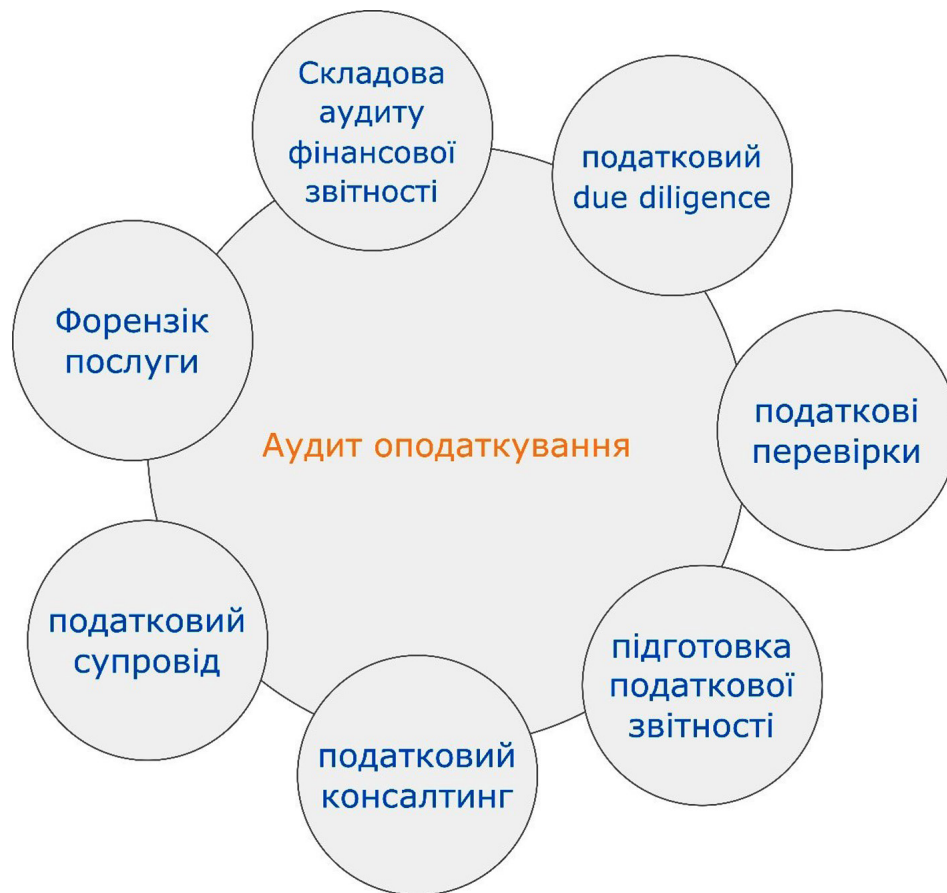 Складова
аудиту
фінансової
звітності
податковий
due diligence
податкові
перевірки
підготовка
податкової
звітності
податковий
консалтинг
податковий
супровід
Форензік
послуги
Аудит оподаткування